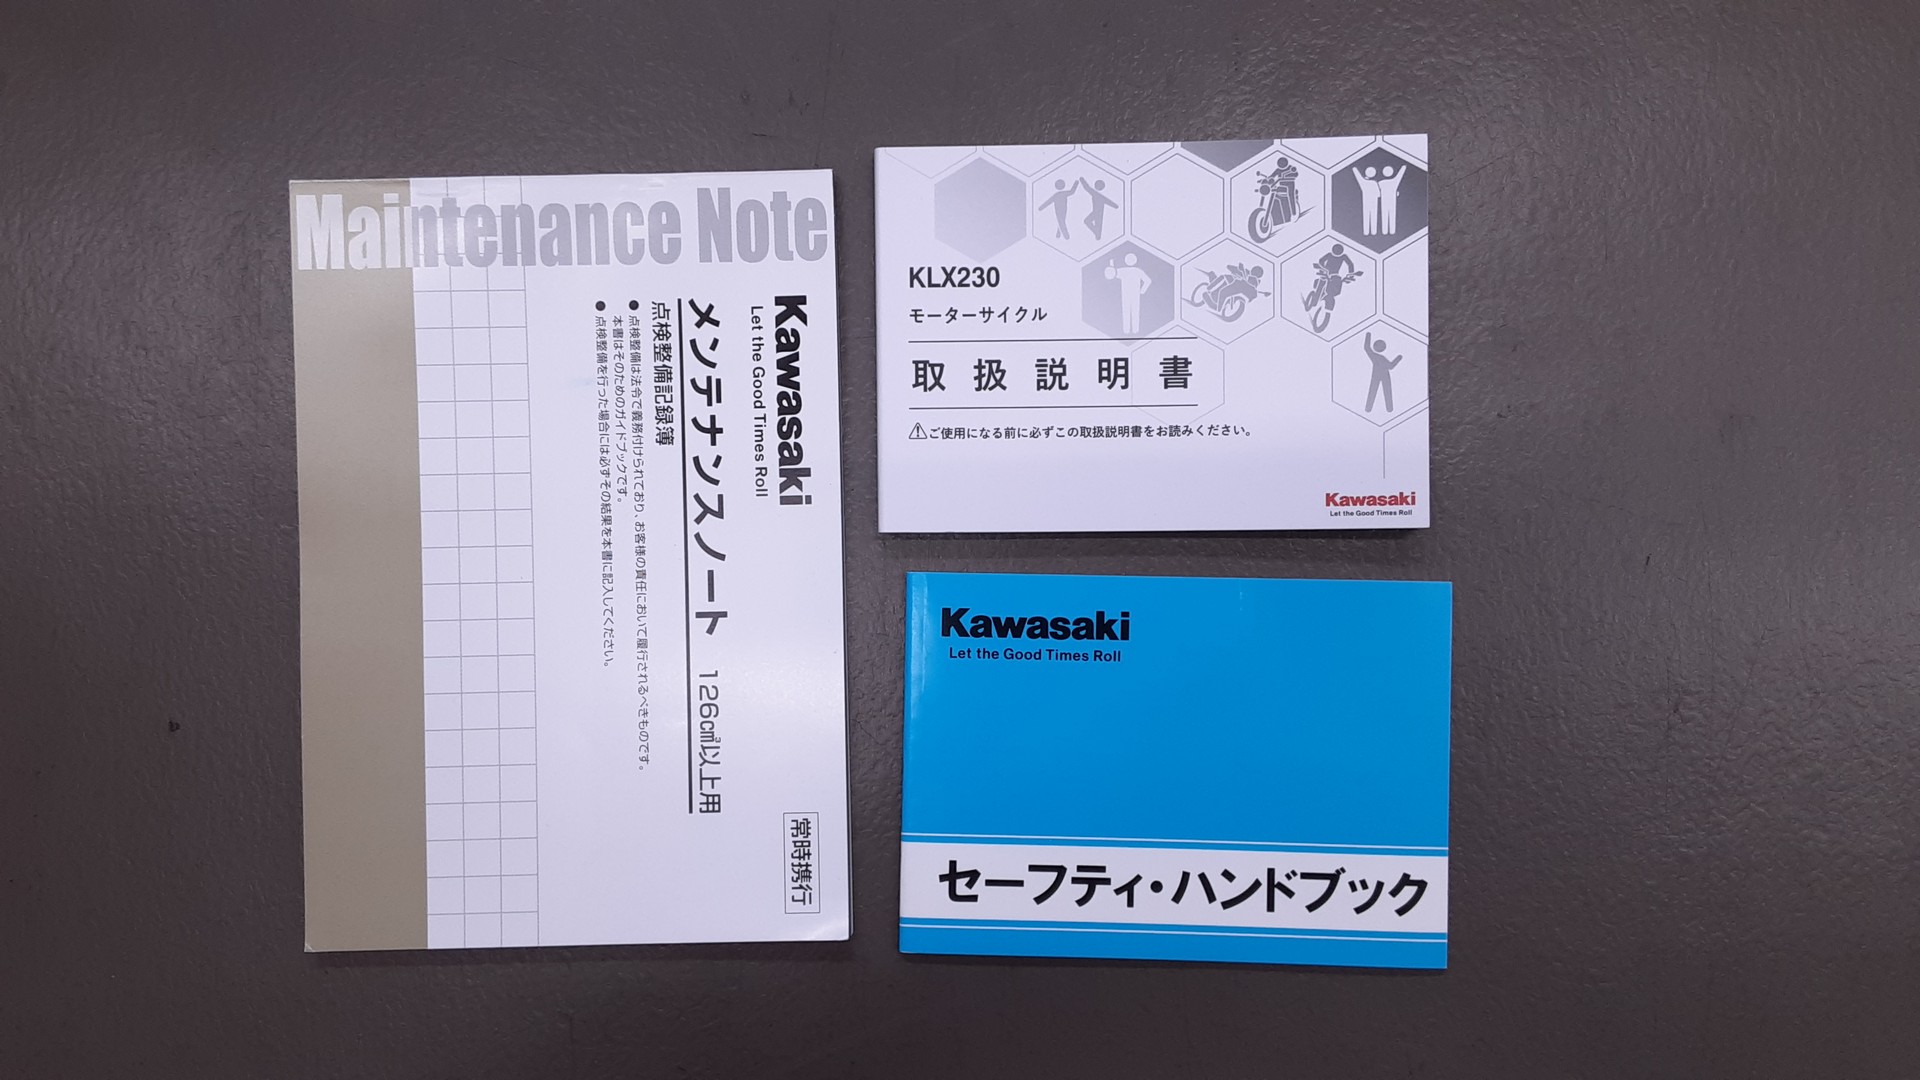 Maintenance Note
Kawasaki
Let the Good Times Roll
メンテナンスノート 126cm³以上用
点検整備記録簿
● 点検整備は法令で義務付けられており、お客様の責任において履行されるべきものです。
本書はそのためのガイドブックです。
● 点検整備を行った場合には必ずその結果を本書に記入してください。
常時携行
KLX230
モーターサイクル
取扱説明書
⚠ご使用になる前に必ずこの取扱説明書をお読みください。
Kawasaki
Let the Good Times Roll
Kawasaki
Let the Good Times Roll
セーフティ・ハンドブック